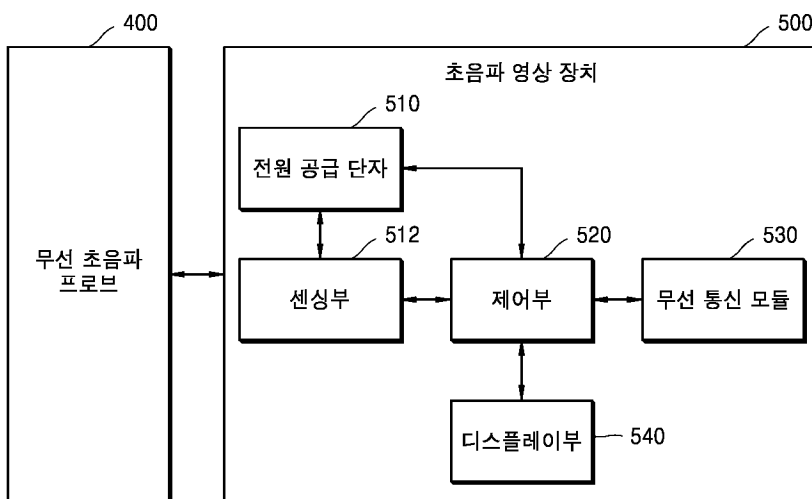 400
500
초음파 영상 장치
510
전원 공급 단자
무선 초음파
프로브
512
센싱부
520
제어부
530
무선 통신 모듈
디스플레이부
540